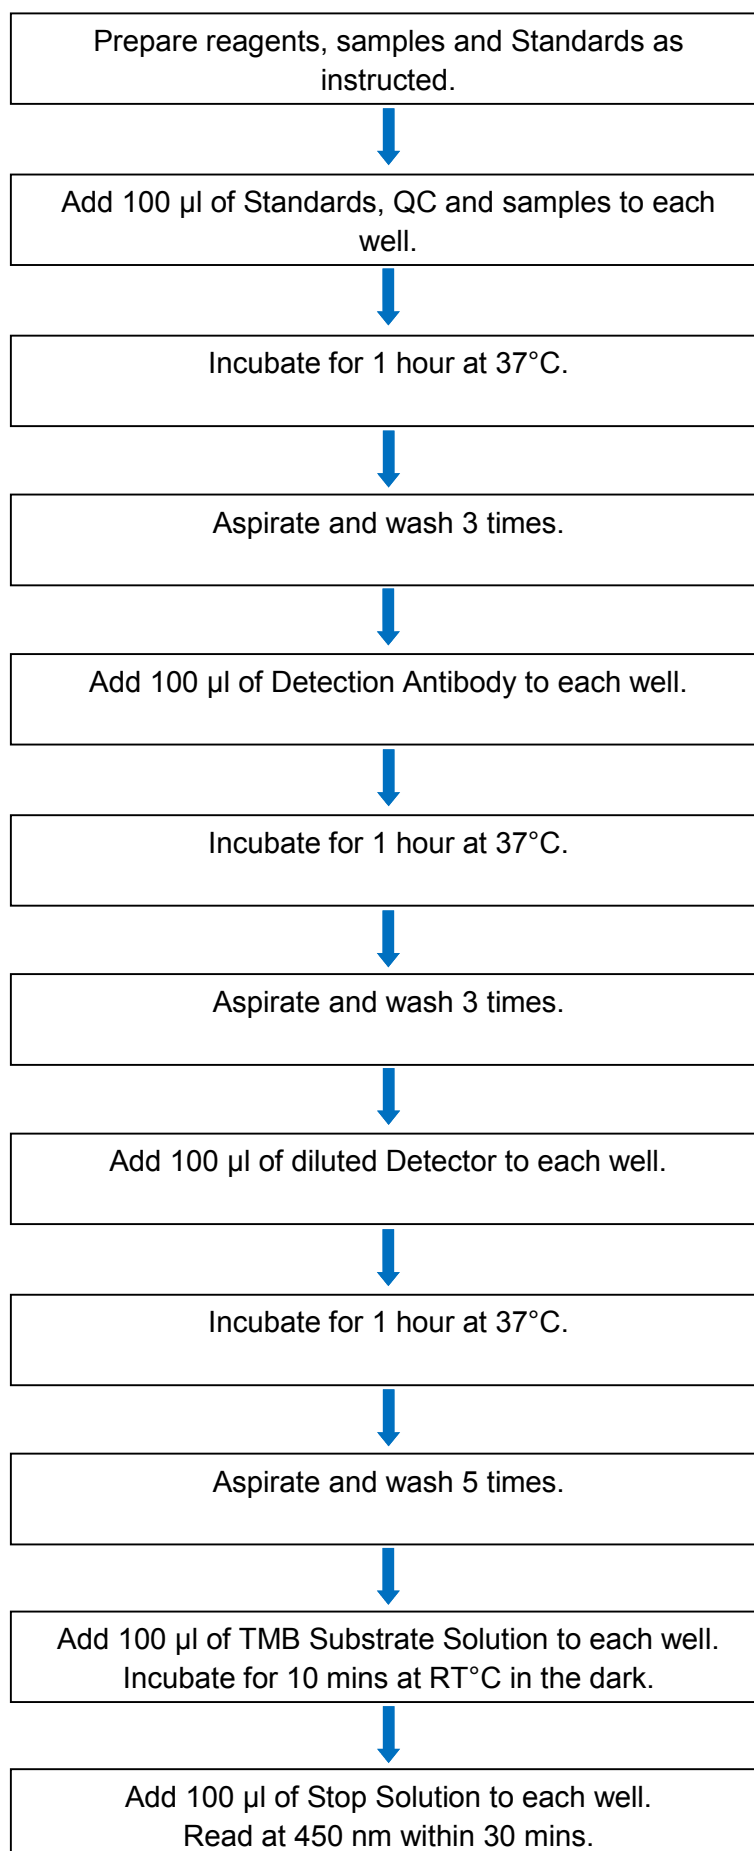 Prepare reagents, samples and Standards as
instructed.
Add 100 µl of Standards, QC and samples to each
well.
Incubate for 1 hour at 37°C.
Aspirate and wash 3 times.
Add 100 µl of Detection Antibody to each well.
Incubate for 1 hour at 37°C.
Aspirate and wash 3 times.
Add 100 µl of diluted Detector to each well.
Incubate for 1 hour at 37°C.
Aspirate and wash 5 times.
Add 100 µl of TMB Substrate Solution to each well.
Incubate for 10 mins at RT°C in the dark.
Add 100 µl of Stop Solution to each well.
Read at 450 nm within 30 mins.